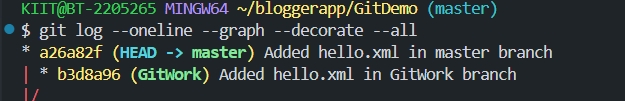 KIIT@BT-2205265 MINGW64 ~/bloggerapp/GitDemo (master)
$ git log --oneline --graph --decorate --all
* a26a82f (HEAD -> master) Added hello.xml in master branch
| * b3d8a96 (GitWork) Added hello.xml in GitWork branch
|/